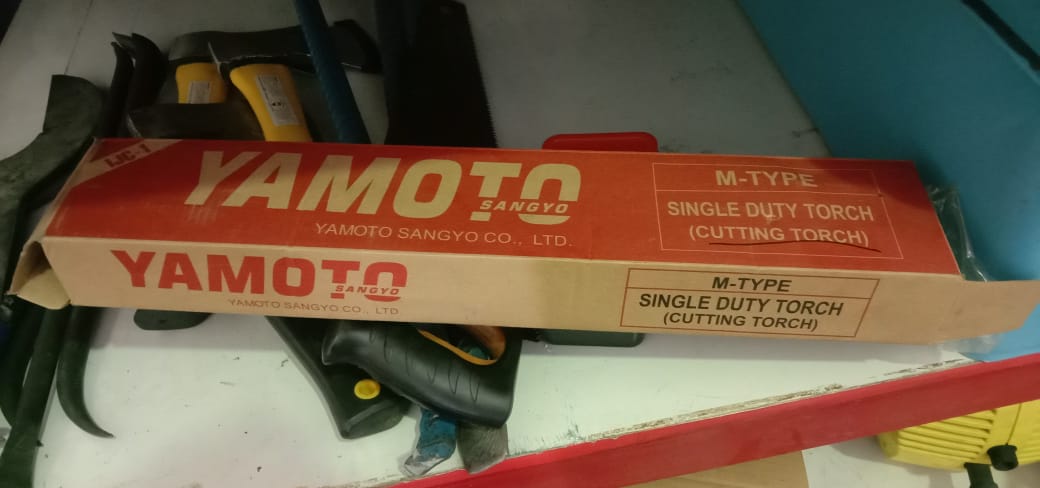 IJC-1
YAMOTO
SANGYO
YAMOTO SANGYO CO., LTD.
M-TYPE
SINGLE DUTY TORCH
(CUTTING TORCH)
YAMOTO
SANGYO
YAMOTO SANGYO CO., LTD
M-TYPE
SINGLE DUTY TORCH
(CUTTING TORCH)